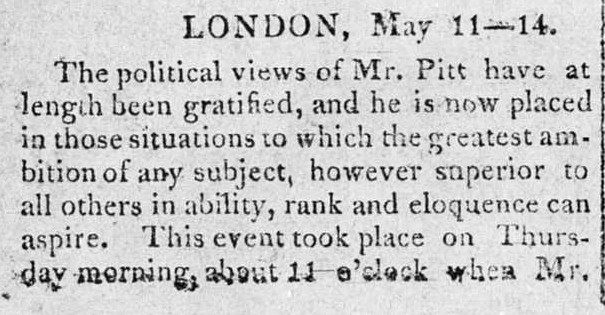 LONDON, May 11—14.
The political views of Mr. Pitt have at
length been gratified, and he is now placed
in those situations to which the greatest am-
bition of any subject, however superior to
all others in ability, rank and eloquence can
aspire. This event took place on Thurs-
day morning, about 11 o'clock when Mr.